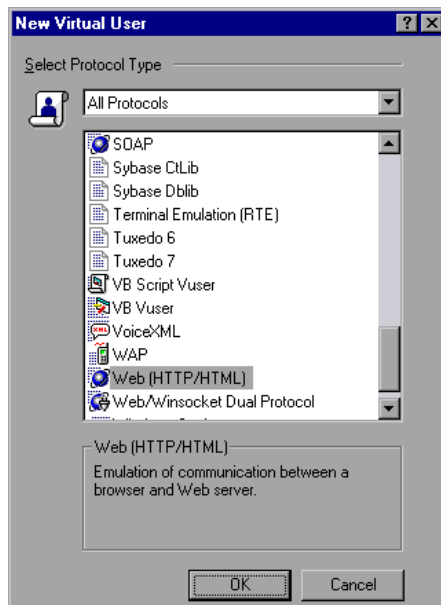 New Virtual User
Select Protocol Type
All Protocols
SOAP
Sybase CtLib
Sybase Dblib
Terminal Emulation (RTE)
Tuxedo 6
Tuxedo 7
VB Script Vuser
VB Vuser
VoiceXML
WAP
Web (HTTP/HTML)
Web/Winsocket Dual Protocol
Web (HTTP/HTML)
Emulation of communication between a
browser and Web server.
OK
Cancel